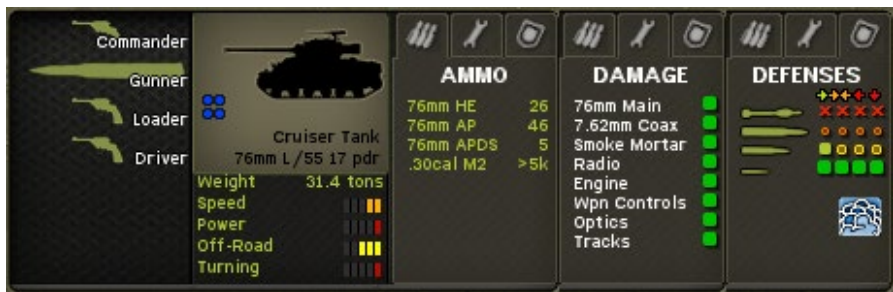 Commander
Gunner
Loader
Driver
Cruiser Tank
76mm L/55 17 pdr
Weight 31.4 tons
Speed
Power
Off-Road
Turning
AMMO
76mm HE 26
76mm AP 46
76mm APDS 5
.30cal M2 >5k
DAMAGE
76mm Main
7.62mm Coax
Smoke Mortar
Radio
Engine
Wpn Controls
Optics
Tracks
DEFENSES